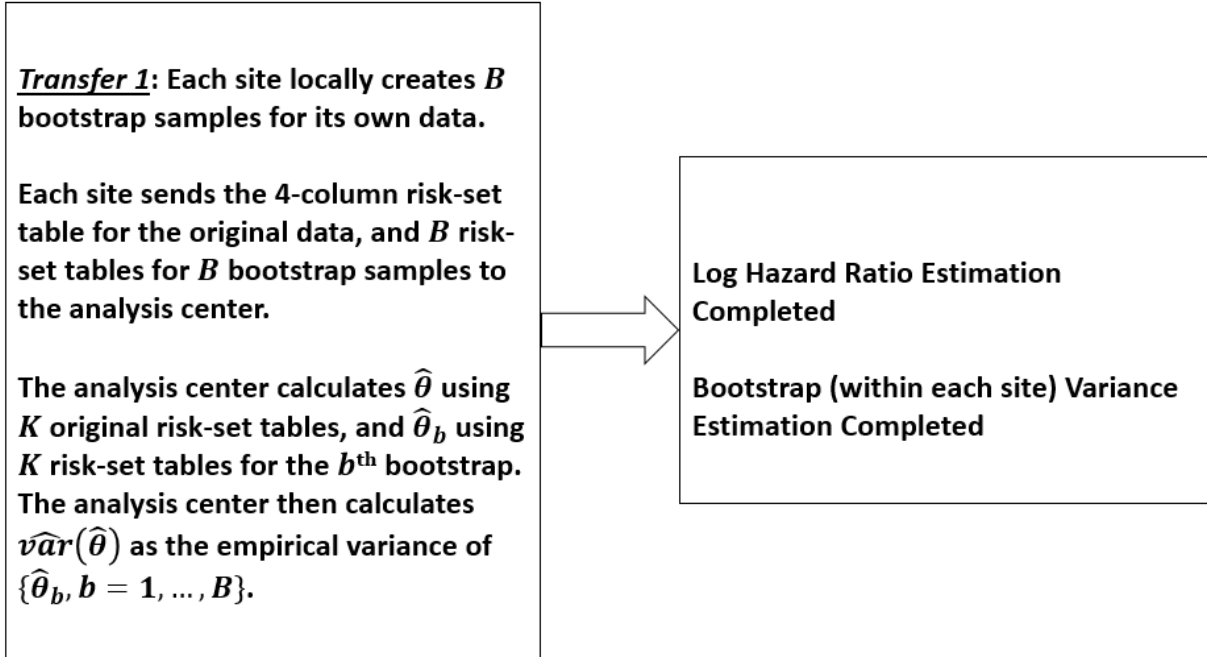 Transfer 1: Each site locally creates B
bootstrap samples for its own data.
Each site sends the 4-column risk-set
table for the original data, and B risk-
set tables for B bootstrap samples to
the analysis center.
The analysis center calculates θ̂ using
K original risk-set tables, and θ̂_b using
K risk-set tables for the b^th bootstrap.
The analysis center then calculates
v̂ar(θ̂) as the empirical variance of
{θ̂_b, b = 1, ..., B}.
Log Hazard Ratio Estimation
Completed
Bootstrap (within each site) Variance
Estimation Completed